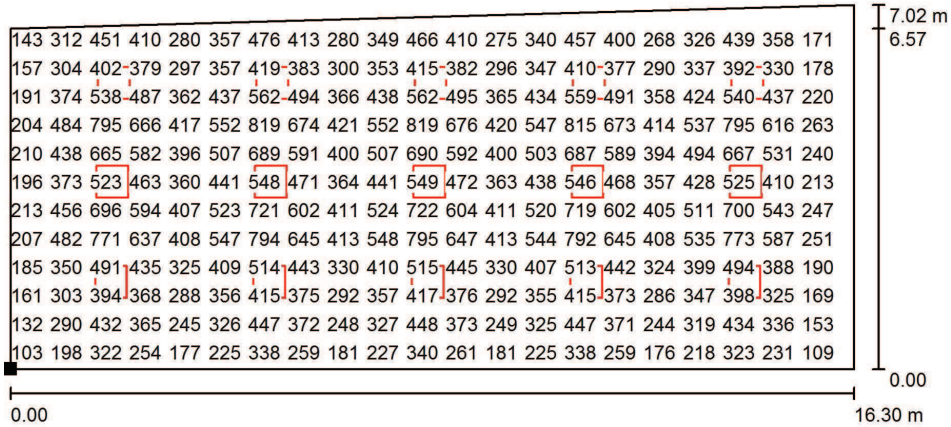 7.02 m
143 312 451 410 280 357 476 413 280 349 466 410 275 340 457 400 268 326 439 358 171
6.57
157 304 402 379 297 357 419 383 300 353 415 382 296 347 410 377 290 337 392 330 178
191 374 538 487 362 437 562 494 366 438 562 495 365 434 559 491 358 424 540 437 220
204 484 795 666 417 552 819 674 421 552 819 676 420 547 815 673 414 537 795 616 263
210 438 665 582 396 507 689 591 400 507 690 592 400 503 687 589 394 494 667 531 240
196 373 523 463 360 441 548 471 364 441 549 472 363 438 546 468 357 428 525 410 213
213 456 696 594 407 523 721 602 411 524 722 604 411 520 719 602 405 511 700 543 247
207 482 771 637 408 547 794 645 413 548 795 647 413 544 792 645 408 535 773 587 251
185 350 491 435 325 409 514 443 330 410 515 445 330 407 513 442 324 399 494 388 190
161 303 394 368 288 356 415 375 292 357 417 376 292 355 415 373 286 347 398 325 169
132 290 432 365 245 326 447 372 248 327 448 373 249 325 447 371 244 319 434 336 153
103 198 322 254 177 225 338 259 181 227 340 261 181 225 338 259 176 218 323 231 109
0.00
0.00 16.30 m